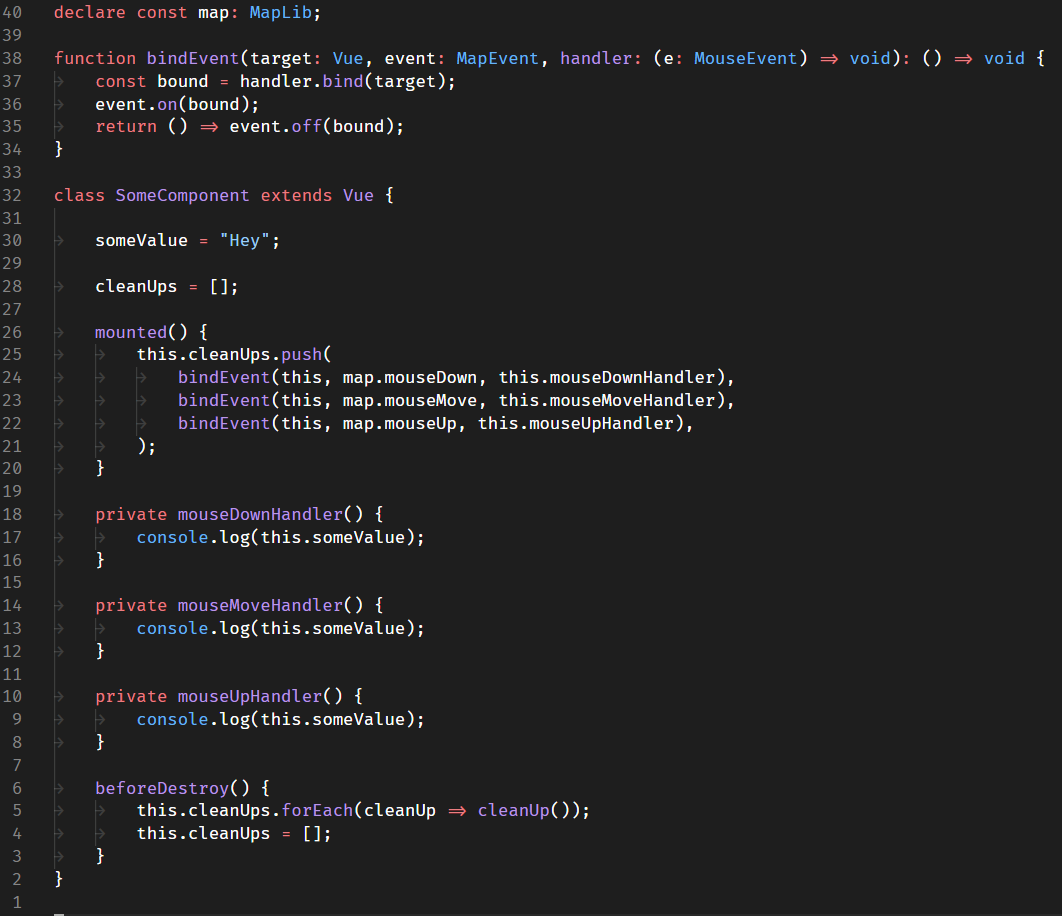 40 declare const map: MapLib;
39
38 function bindEvent(target: Vue, event: MapEvent, handler: (e: MouseEvent) => void): () => void {
37     const bound = handler.bind(target);
36     event.on(bound);
35     return () => event.off(bound);
34 }
33
32 class SomeComponent extends Vue {
31
30     someValue = "Hey";
29
28     cleanUps = [];
27
26     mounted() {
25         this.cleanUps.push(
24             bindEvent(this, map.mouseDown, this.mouseDownHandler),
23             bindEvent(this, map.mouseMove, this.mouseMoveHandler),
22             bindEvent(this, map.mouseUp, this.mouseUpHandler),
21         );
20     }
19
18     private mouseDownHandler() {
17         console.log(this.someValue);
16     }
15
14     private mouseMoveHandler() {
13         console.log(this.someValue);
12     }
11
10     private mouseUpHandler() {
9         console.log(this.someValue);
8     }
7
6     beforeDestroy() {
5         this.cleanUps.forEach(cleanUp => cleanUp());
4         this.cleanUps = [];
3     }
2 }
1